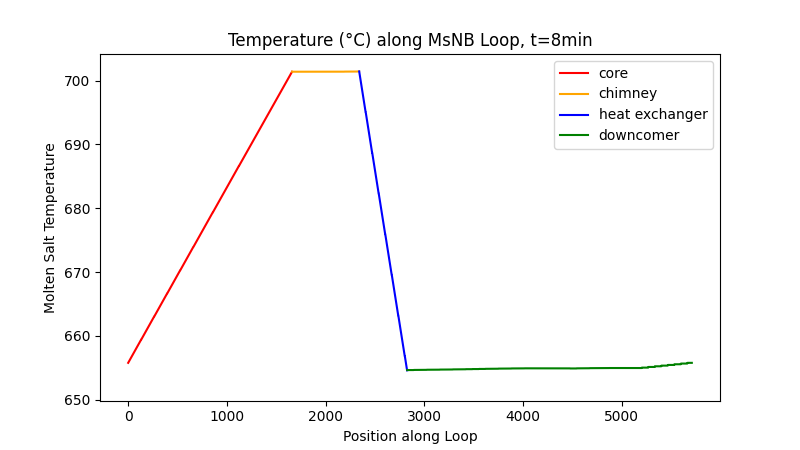 Temperature (°C) along MsNB Loop, t=8min
core
chimney
heat exchanger
downcomer
700
690
680
670
660
650
Molten Salt Temperature
0 1000 2000 3000 4000 5000
Position along Loop